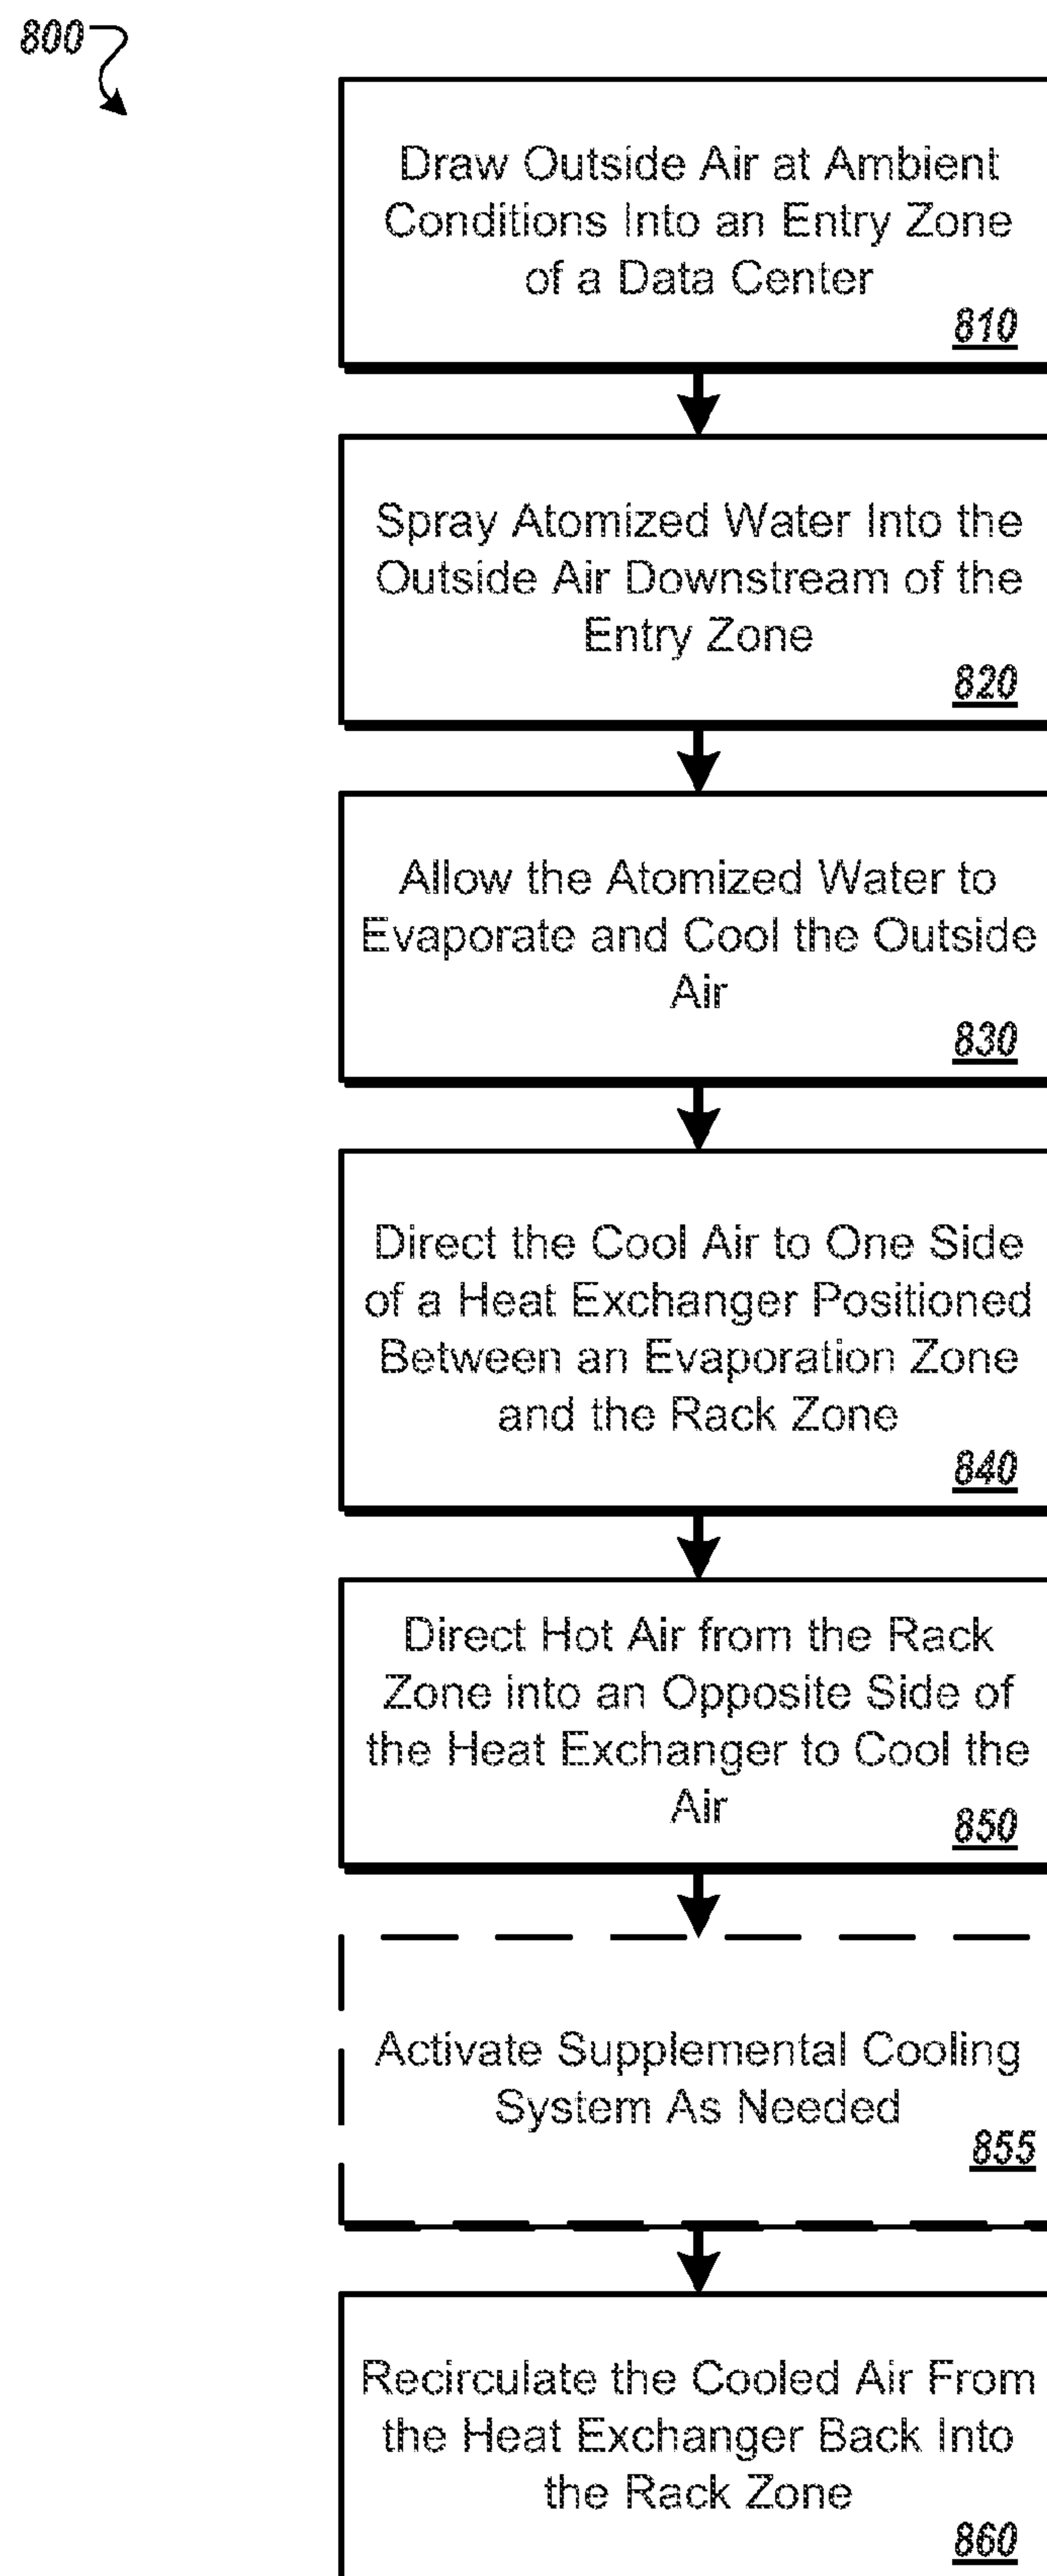 800
Draw Outside Air at Ambient
Conditions Into an Entry Zone
of a Data Center
810
Spray Atomized Water Into the
Outside Air Downstream of the
Entry Zone
820
Allow the Atomized Water to
Evaporate and Cool the Outside
Air
830
Direct the Cool Air to One Side
of a Heat Exchanger Positioned
Between an Evaporation Zone
and the Rack Zone
840
Direct Hot Air from the Rack
Zone into an Opposite Side of
the Heat Exchanger to Cool the
Air
850
Activate Supplemental Cooling
System As Needed
855
Recirculate the Cooled Air From
the Heat Exchanger Back Into
the Rack Zone
860